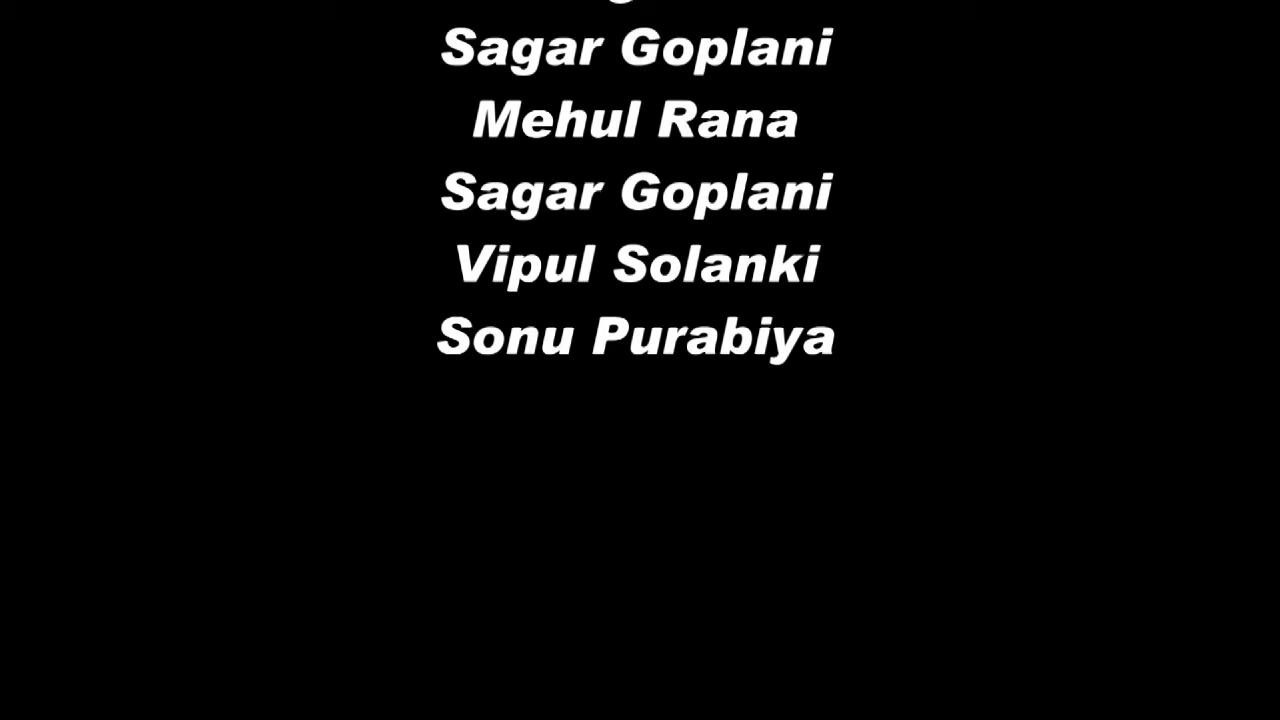 Sagar Goplani
Mehul Rana
Sagar Goplani
Vipul Solanki
Sonu Purabiya